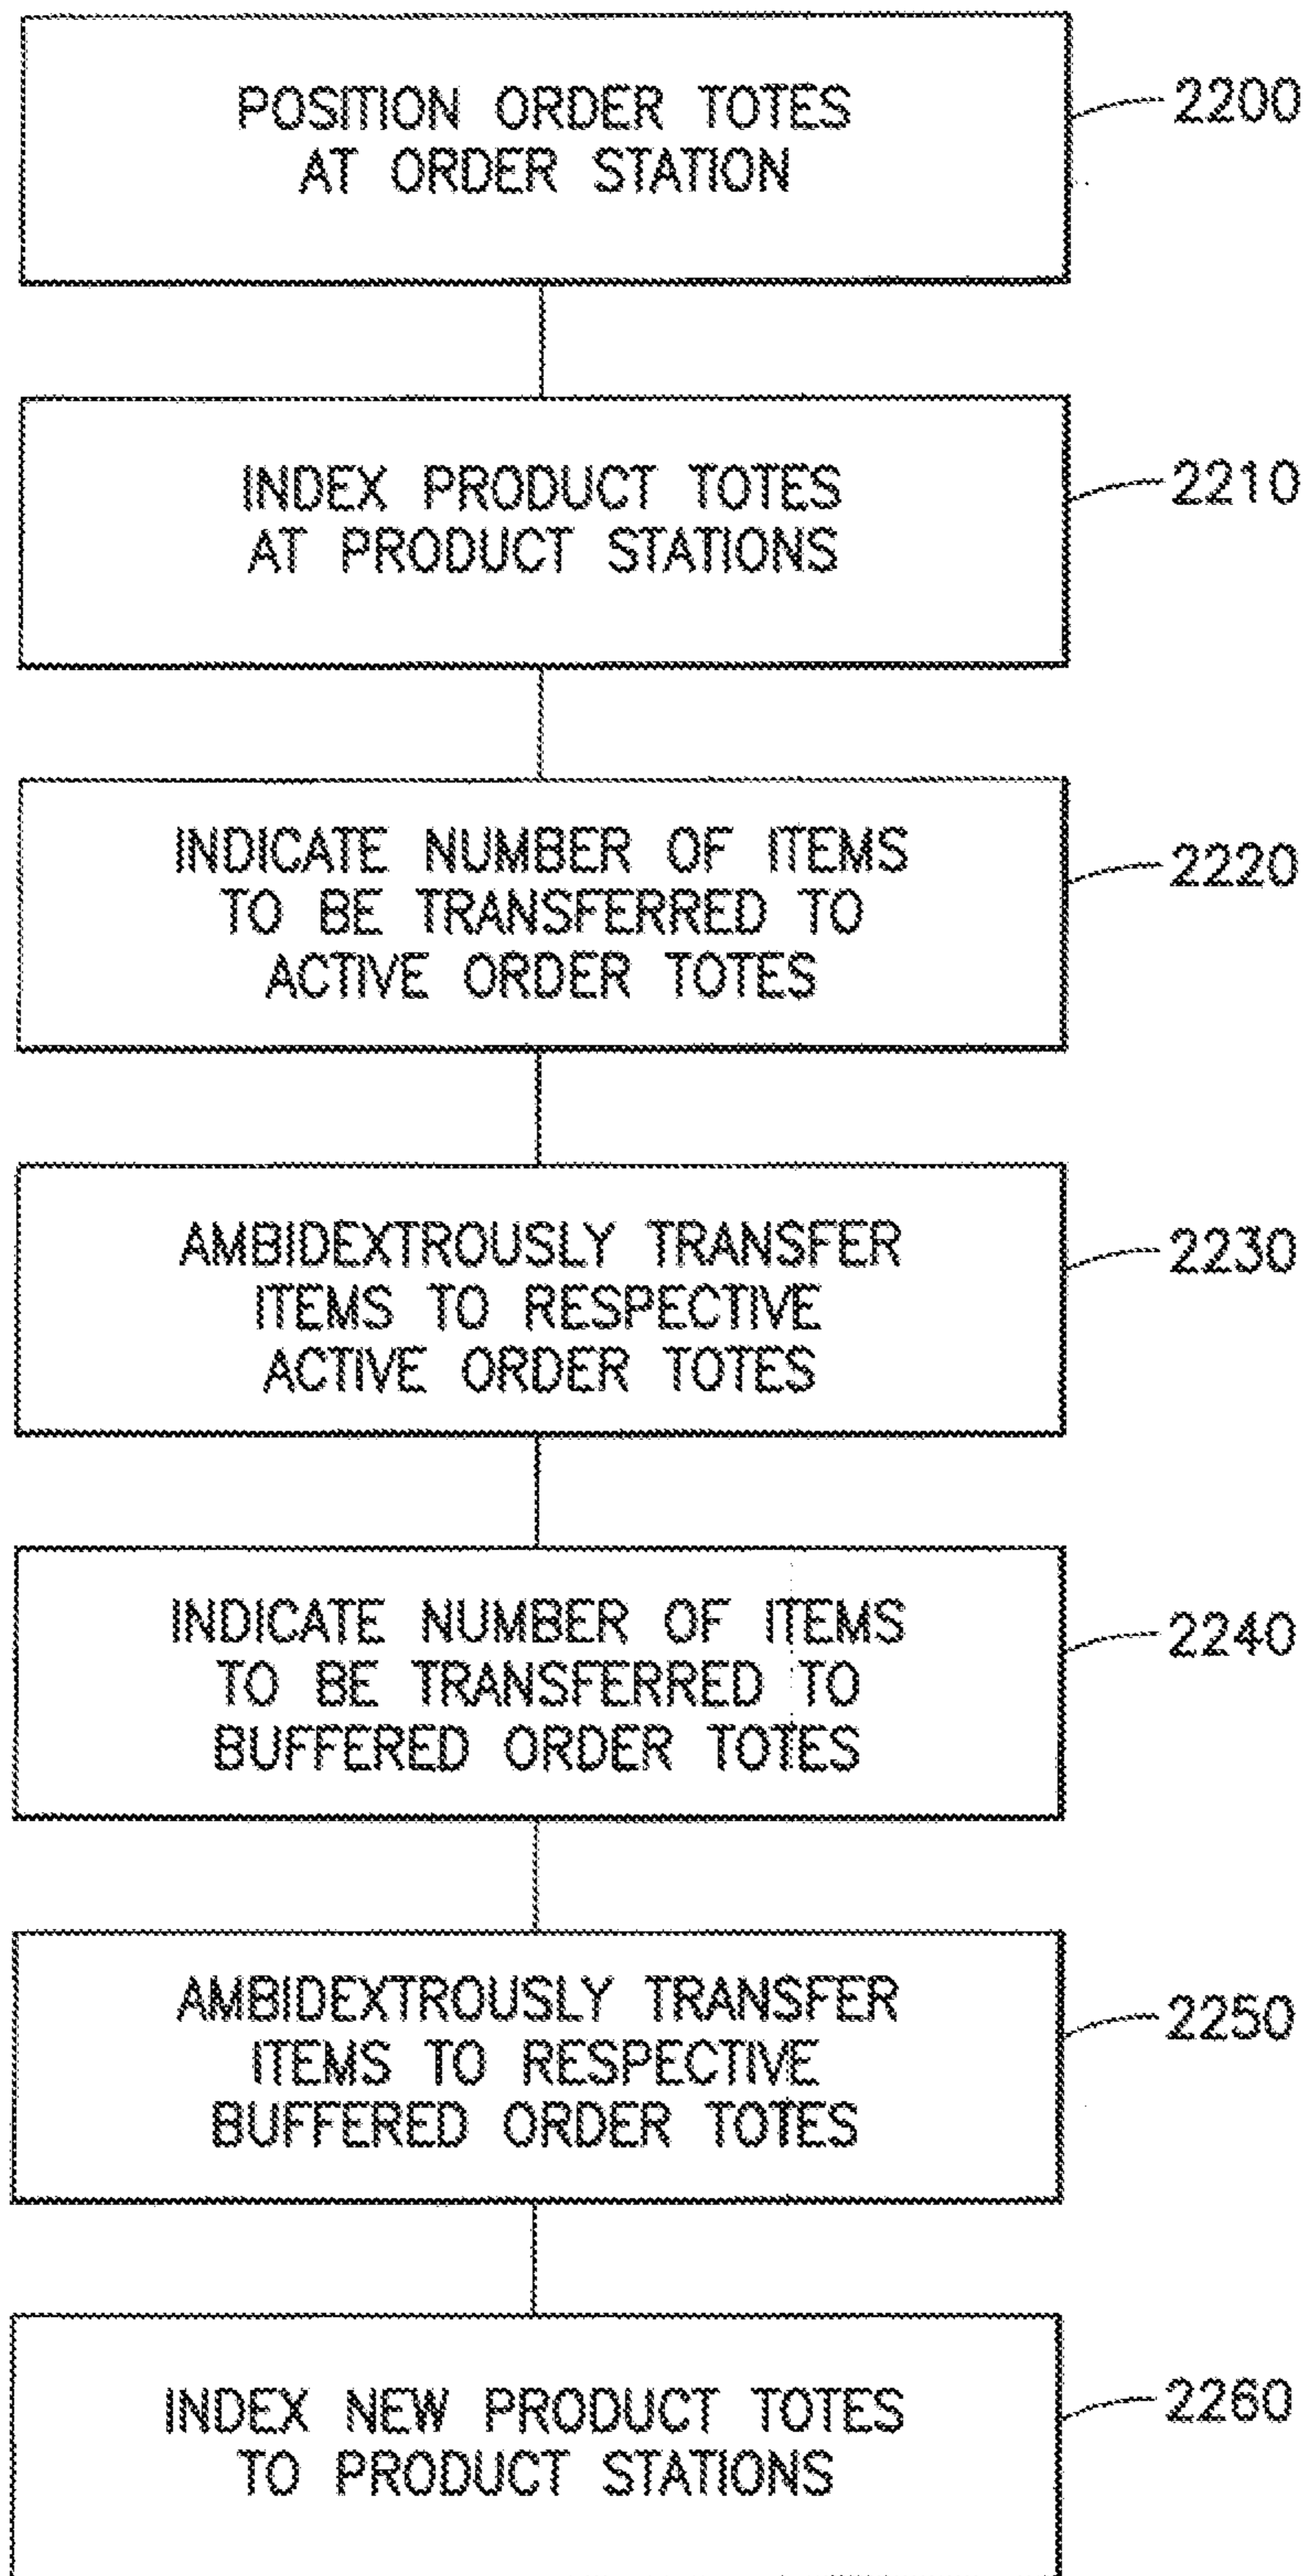 POSITION ORDER TOTES
AT ORDER STATION
2200
INDEX PRODUCT TOTES
AT PRODUCT STATIONS
2210
INDICATE NUMBER OF ITEMS
TO BE TRANSFERRED TO
ACTIVE ORDER TOTES
2220
AMBIDEXTROUSLY TRANSFER
ITEMS TO RESPECTIVE
ACTIVE ORDER TOTES
2230
INDICATE NUMBER OF ITEMS
TO BE TRANSFERRED TO
BUFFERED ORDER TOTES
2240
AMBIDEXTROUSLY TRANSFER
ITEMS TO RESPECTIVE
BUFFERED ORDER TOTES
2250
INDEX NEW PRODUCT TOTES
TO PRODUCT STATIONS
2260